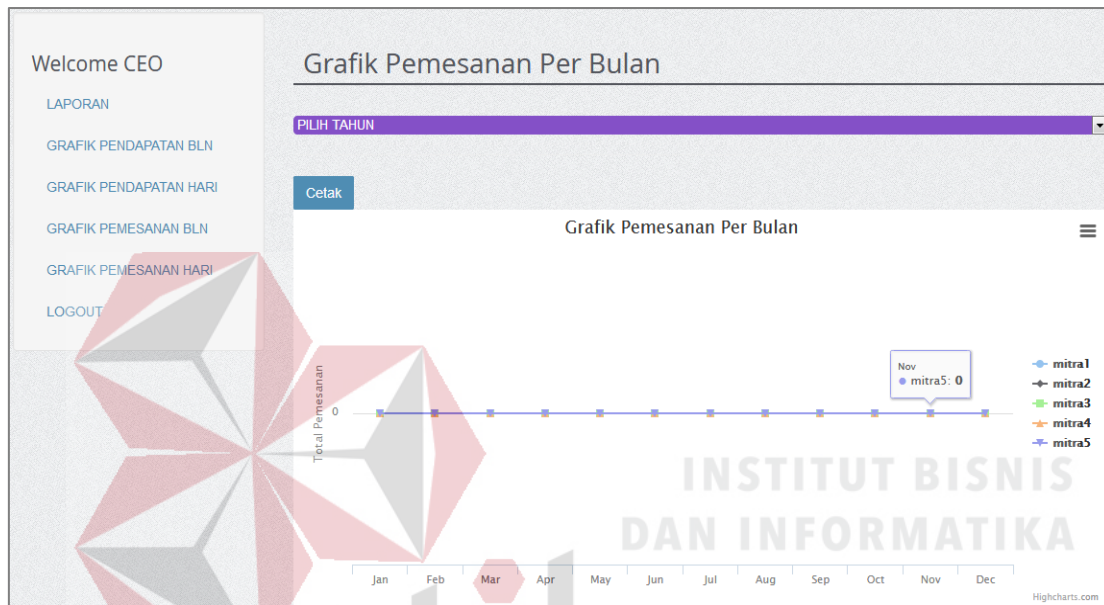 Welcome CEO
LAPORAN
GRAFIK PENDAPATAN BLN
GRAFIK PENDAPATAN HARI
GRAFIK PEMESANAN BLN
GRAFIK PEMESANAN HARI
LOGOUT
Grafik Pemesanan Per Bulan
PILIH TAHUN
Cetak
Grafik Pemesanan Per Bulan
Total Pemesanan
0
Nov
mitra5: 0
mitra1
mitra2
mitra3
mitra4
mitra5
INSTITUT BISNIS
DAN INFORMATIKA
Jan Feb Mar Apr May Jun Jul Aug Sep Oct Nov Dec
Highcharts.com